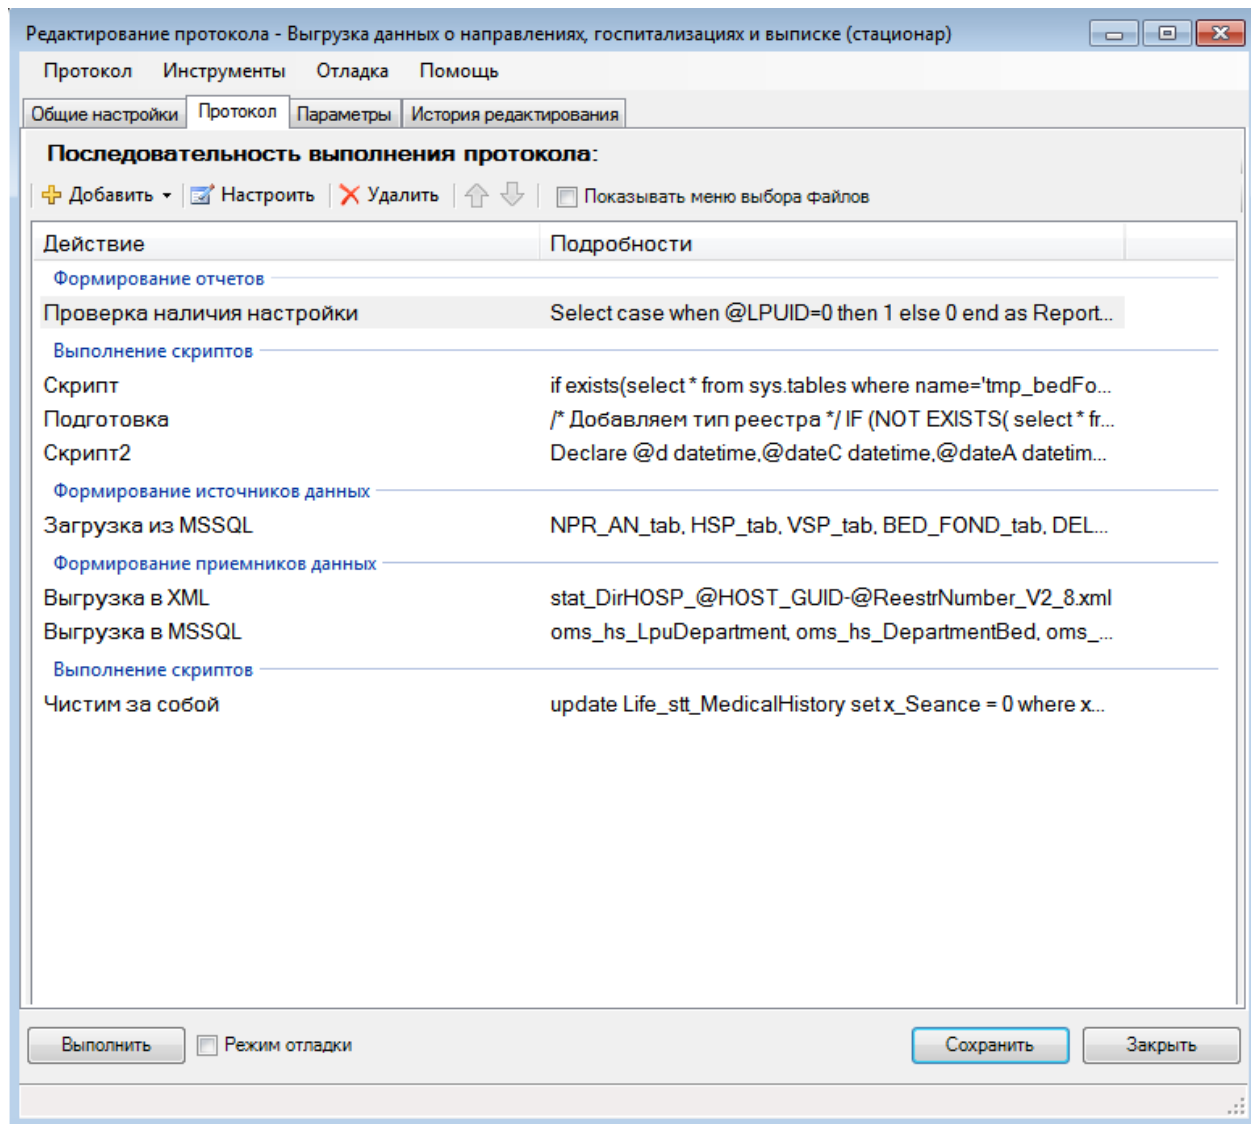 Редактирование протокола - Выгрузка данных о направлениях, госпитализациях и выписке (стационар)
Протокол Инструменты Отладка Помощь
Общие настройки Протокол Параметры История редактирования
Последовательность выполнения протокола:
Добавить Настроить Удалить Показывать меню выбора файлов
Действие Подробности
Формирование отчетов
Проверка наличия настройки Select case when @LPUID=0 then 1 else 0 end as Report...
Выполнение скриптов
Скрипт if exists(select * from sys.tables where name='tmp_bedFo...
Подготовка /* Добавляем тип реестра */ IF (NOT EXISTS( select * fr...
Скрипт2 Declare @d datetime,@dateC datetime,@dateA datetim...
Формирование источников данных
Загрузка из MSSQL NPR_AN_tab, HSP_tab, VSP_tab, BED_FOND_tab, DEL...
Формирование приемников данных
Выгрузка в XML stat_DirHOSP_@HOST_GUID-@ReestrNumber_V2_8.xml
Выгрузка в MSSQL oms_hs_LpuDepartment, oms_hs_DepartmentBed, oms_...
Выполнение скриптов
Чистим за собой update Life_stt_MedicalHistory set x_Seance = 0 where x...
Выполнить Режим отладки Сохранить Закрыть